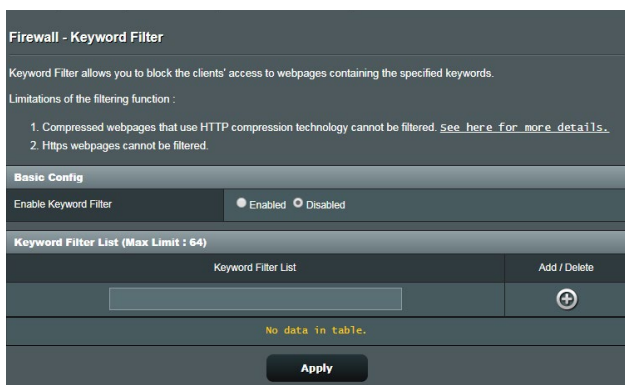 Firewall - Keyword Filter
Keyword Filter allows you to block the clients' access to webpages containing the specified keywords.
Limitations of the filtering function :
1. Compressed webpages that use HTTP compression technology cannot be filtered. See here for more details.
2. Https webpages cannot be filtered.
Basic Config
Enable Keyword Filter Enabled Disabled
Keyword Filter List (Max Limit : 64)
Keyword Filter List Add / Delete
No data in table.
Apply